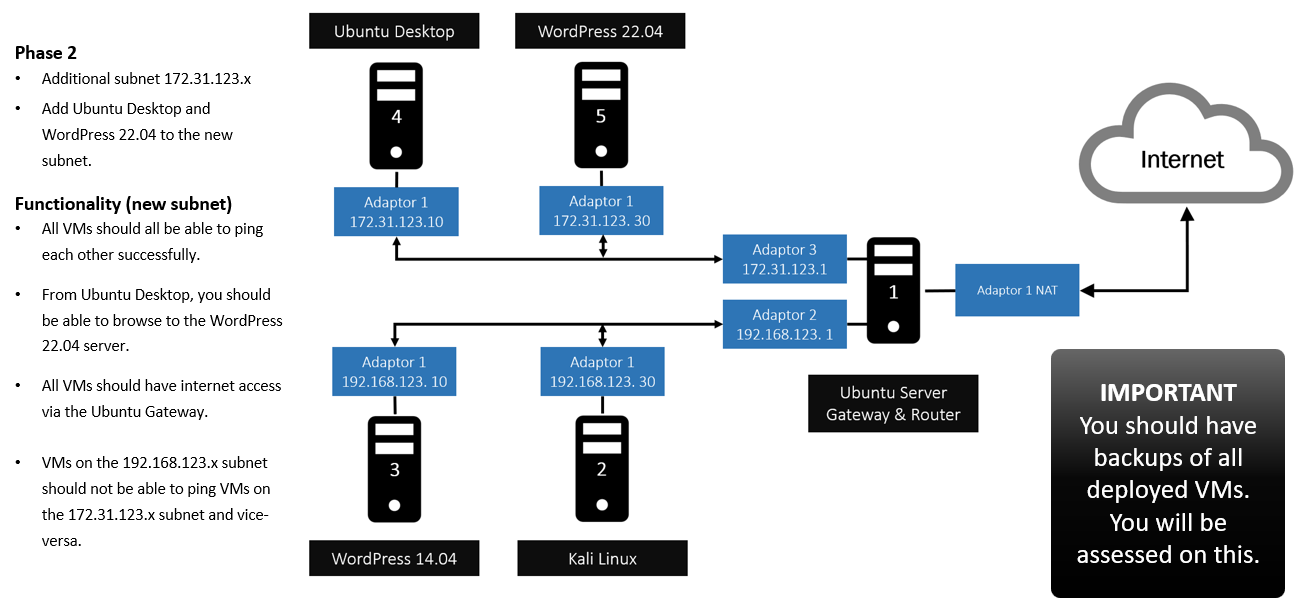 Phase 2
• Additional subnet 172.31.123.x
• Add Ubuntu Desktop and
WordPress 22.04 to the new
subnet.
Functionality (new subnet)
• All VMs should all be able to ping
each other successfully.
• From Ubuntu Desktop, you should
be able to browse to the WordPress
22.04 server.
• All VMs should have internet access
via the Ubuntu Gateway.
• VMs on the 192.168.123.x subnet
should not be able to ping VMs on
the 172.31.123.x subnet and vice-
versa.
Ubuntu Desktop
4
Adaptor 1
172.31.123.10
WordPress 22.04
5
Adaptor 1
172.31.123. 30
Adaptor 3
172.31.123.1
Adaptor 2
192.168.123. 1
1
Adaptor 1 NAT
Internet
Ubuntu Server
Gateway & Router
Adaptor 1
192.168.123. 10
3
WordPress 14.04
Adaptor 1
192.168.123. 30
2
Kali Linux
IMPORTANT
You should have
backups of all
deployed VMs.
You will be
assessed on this.